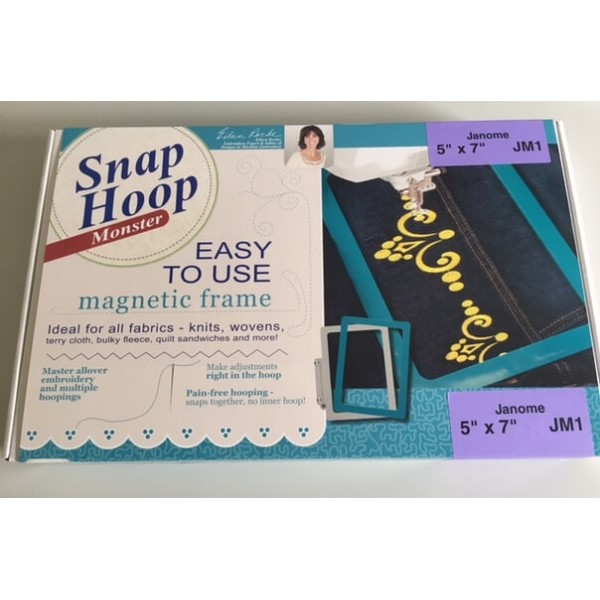 Snap
Hoop
Monster
EASY
TO USE
magnetic frame
Ideal for all fabrics - knits, wovens,
terry cloth, bulky fleece, quilt sandwiches and more!
Master allover
embroidery
and multiple
hoopings
Make adjustments
right in the hoop
Pain-free hooping -
snaps together, no inner hoop!
Eileen Roche
Janome
5" x 7" JM1
Janome
5" x 7" JM1